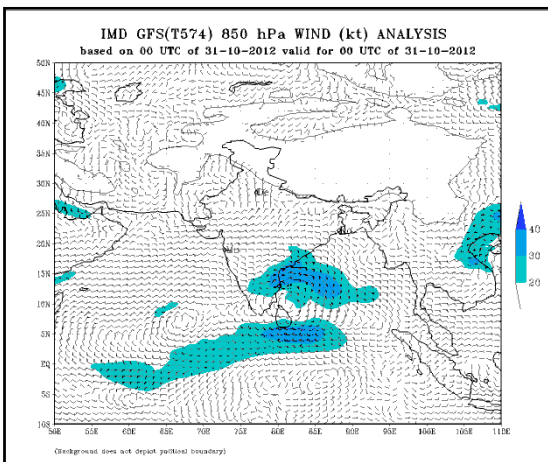 IMD GFS(T574) 850 hPa WIND (kt) ANALYSIS
based on 00 UTC of 31-10-2012 valid for 00 UTC of 31-10-2012
50N
45N
40N
35N
30N
25N
20N
15N
10N
5N
EQ
5S
10S
50E 55E 60E 65E 70E 75E 80E 85E 90E 95E 100E 105E 110E
40
30
20
(Background does not depict political boundary)